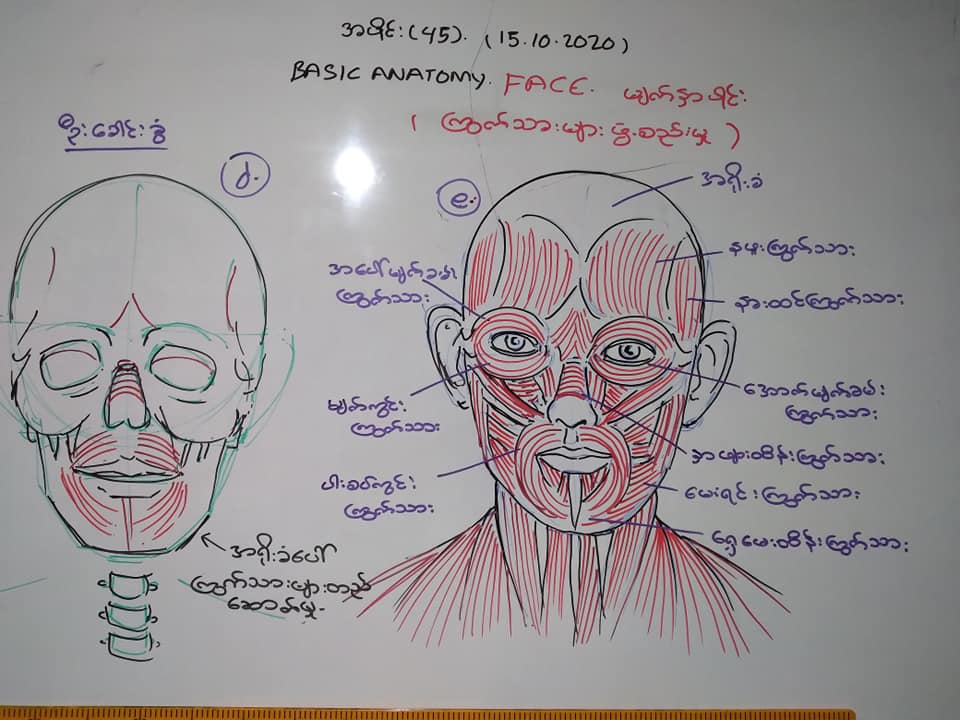 အပိုင်း (45). (15.10.2020)
BASIC ANATOMY. FACE. မျက်နှာပိုင်း
( ကြွက်သားများ ဖွဲ့စည်းမှု )
ဦးခေါင်းခွံ
d.
e.
အရိုးခံ
နဖူးကြွက်သား
နားထင်ကြွက်သား
အပေါ်မျက်ခမ်း
ကြွက်သား
မျက်ကွင်း
ကြွက်သား
ပါးစပ်ကွင်း
ကြွက်သား
အောက်မျက်ခမ်း
ကြွက်သား
နှာဖျားထိန်းကြွက်သား
မေးရင်းကြွက်သား
ရှေ့မေးထိန်းကြွက်သား
အရိုးခံပေါ်
ကြွက်သားများတည်
ဆောက်မှု.